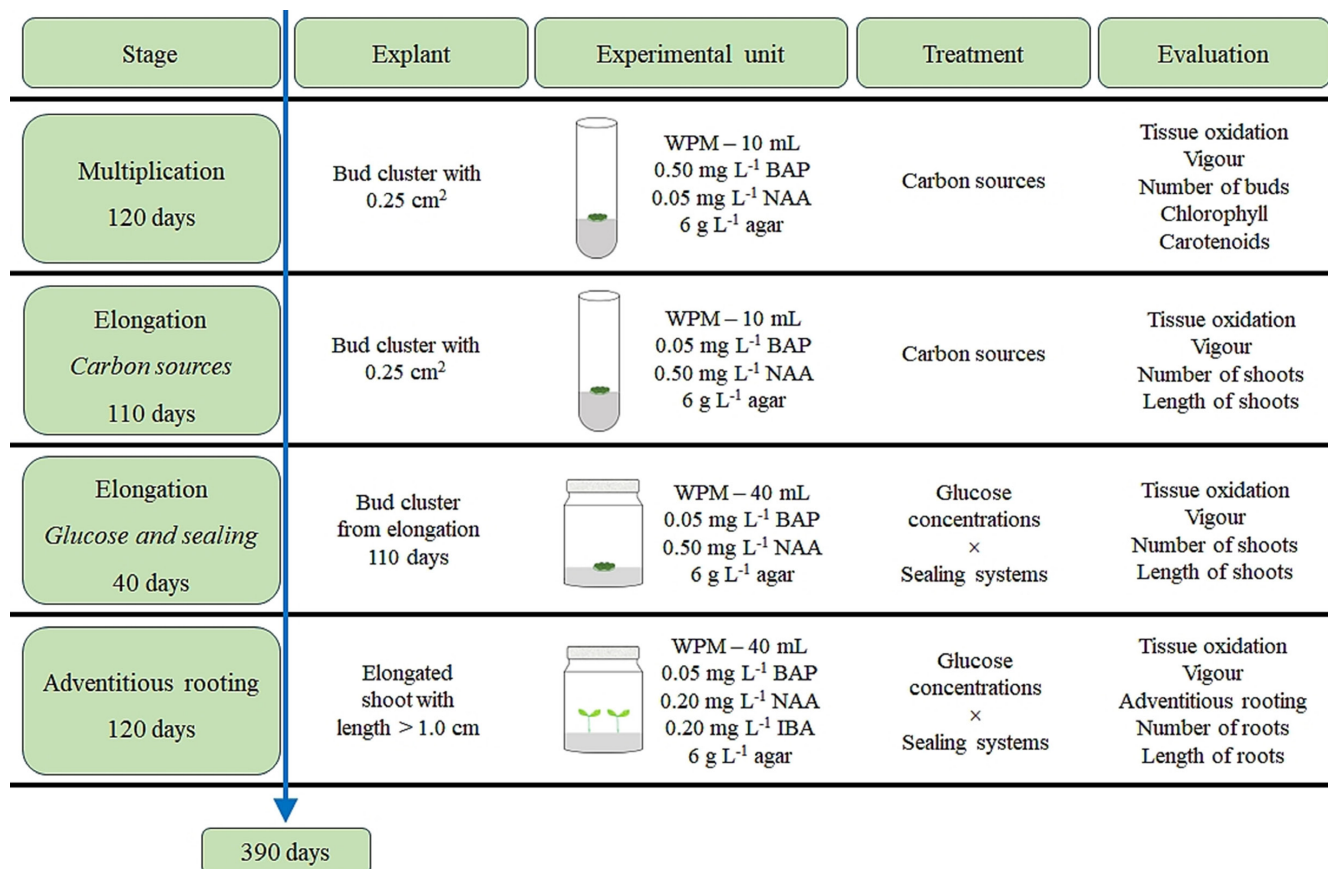 Stage
Explant
Experimental unit
Treatment
Evaluation
Multiplication
120 days
Bud cluster with
0.25 cm²
WPM – 10 mL
0.50 mg L⁻¹ BAP
0.05 mg L⁻¹ NAA
6 g L⁻¹ agar
Carbon sources
Tissue oxidation
Vigour
Number of buds
Chlorophyll
Carotenoids
Elongation
Carbon sources
110 days
Bud cluster with
0.25 cm²
WPM – 10 mL
0.05 mg L⁻¹ BAP
0.50 mg L⁻¹ NAA
6 g L⁻¹ agar
Carbon sources
Tissue oxidation
Vigour
Number of shoots
Length of shoots
Elongation
Glucose and sealing
40 days
Bud cluster
from elongation
110 days
WPM – 40 mL
0.05 mg L⁻¹ BAP
0.50 mg L⁻¹ NAA
6 g L⁻¹ agar
Glucose
concentrations
×
Sealing systems
Tissue oxidation
Vigour
Number of shoots
Length of shoots
Adventitious rooting
120 days
Elongated
shoot with
length > 1.0 cm
WPM – 40 mL
0.05 mg L⁻¹ BAP
0.20 mg L⁻¹ NAA
0.20 mg L⁻¹ IBA
6 g L⁻¹ agar
Glucose
concentrations
×
Sealing systems
Tissue oxidation
Vigour
Adventitious rooting
Number of roots
Length of roots
390 days